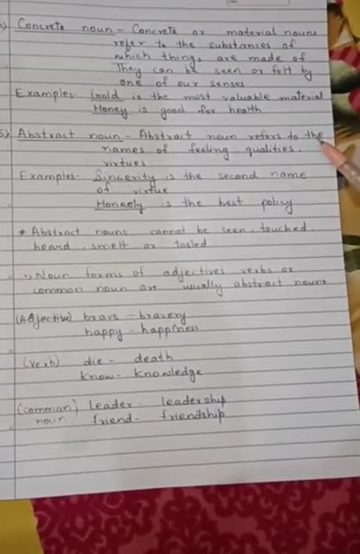 Concrete noun - Concrete or material nouns
refer to the substances of
which things are made of
They can be seen or felt by
one of our senses
Example- Gold is the most valuable material
Honey is good for health
5) Abstract noun - Abstract noun refers to the
names of feeling, qualities,
virtues
Examples- Sincerity is the second name
of virtue
Honesty is the best policy
* Abstract nouns cannot be seen, touched
heard, smelt or tasted
Noun forms of adjectives, verbs or
common noun are usually abstract nouns
(Adjective) brave - bravery
happy - happiness
(verb) die - death
know - knowledge
(common) leader - leadership
noun friend - friendship